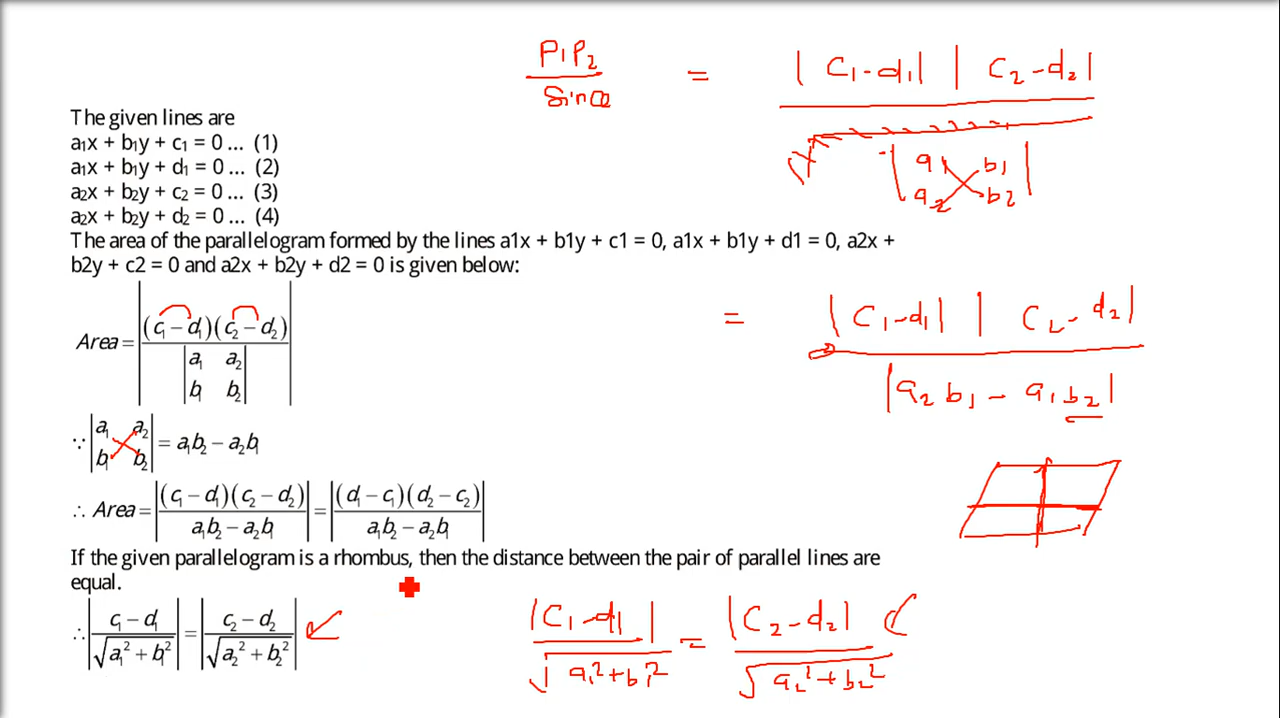 P1P2 / Sinθ = |C1-d1| |C2-d2|
|a1 b1|
|a2 b2|
The given lines are
a₁x + b₁y + c₁ = 0 ... (1)
a₁x + b₁y + d₁ = 0 ... (2)
a₂x + b₂y + c₂ = 0 ... (3)
a₂x + b₂y + d₂ = 0 ... (4)
The area of the parallelogram formed by the lines a1x + b1y + c1 = 0, a1x + b1y + d1 = 0, a2x +
b2y + c2 = 0 and a2x + b2y + d2 = 0 is given below:
Area = |(c₁ - d₁)(c₂ - d₂) / |a₁ a₂|
|b₁ b₂||
= |C1-d1| |C2-d2| / |a2b1 - a1b2|
∵ |a₁ a₂|
|b₁ b₂| = a₁b₂ - a₂b₁
∴ Area = |(c₁ - d₁)(c₂ - d₂) / a₁b₂ - a₂b₁| = |(d₁ - c₁)(d₂ - c₂) / a₁b₂ - a₂b₁|
If the given parallelogram is a rhombus, then the distance between the pair of parallel lines are
equal.
∴ |c₁ - d₁ / √a₁² + b₁²| = |c₂ - d₂ / √a₂² + b₂²|
|C1-d1| / √a1²+b1² = |C2-d2| / √a2²+b2²